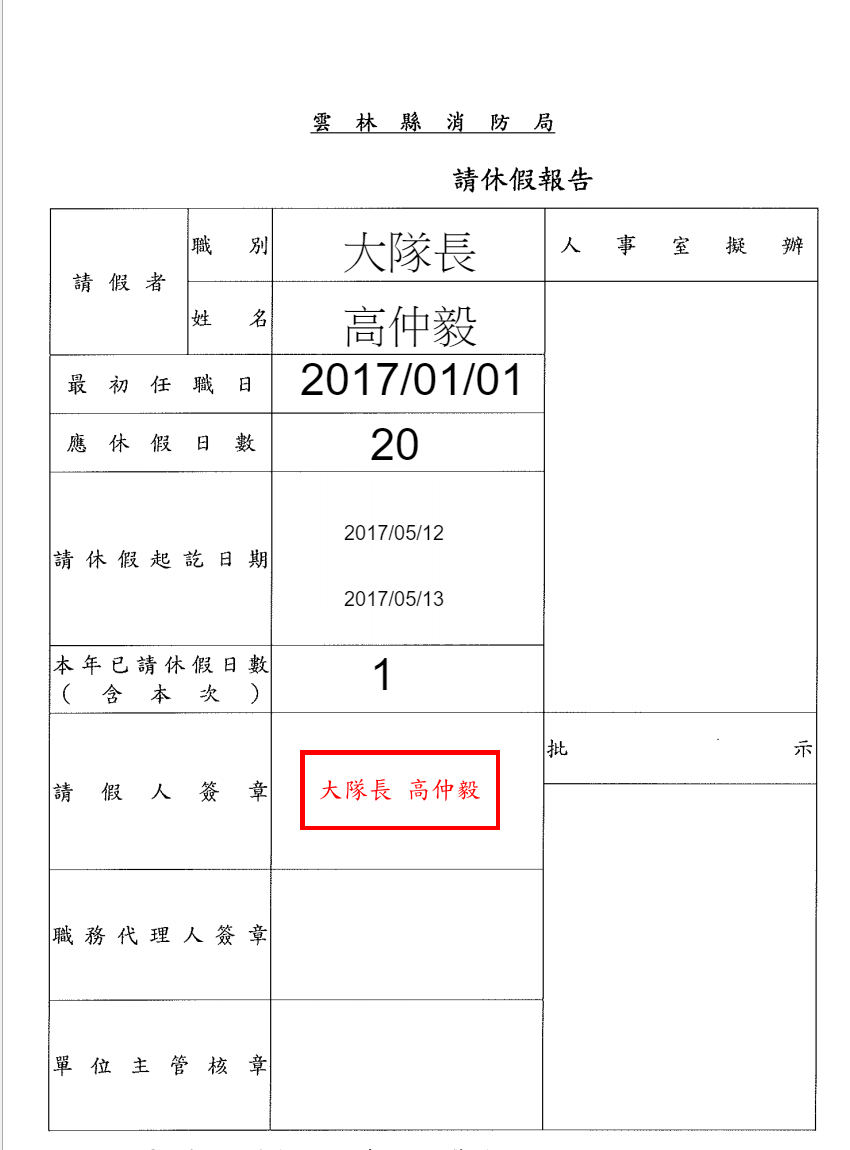 雲林縣消防局
請休假報告
請假者
職別
大隊長
人事室擬辦
姓名
高仲毅
最初任職日
2017/01/01
應休假日數
20
請休假起訖日期
2017/05/12
2017/05/13
本年已請休假日數
(含本次)
1
請假人簽章
大隊長 高仲毅
批示
職務代理人簽章
單位主管核章